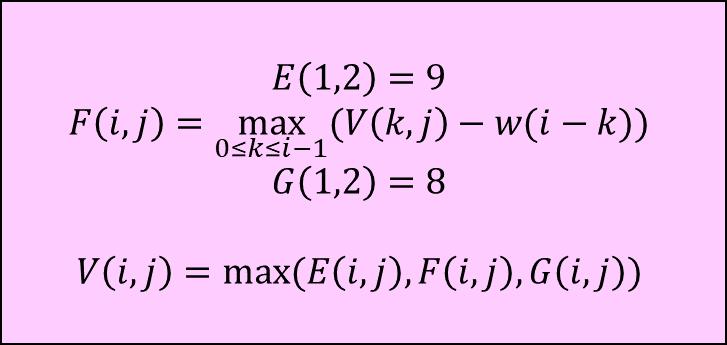 E(1,2) = 9
F(i,j) = max(V(k,j) − w(i − k))
0≤k≤i−1
G(1,2) = 8
V(i,j) = max(E(i,j),F(i,j),G(i,j))